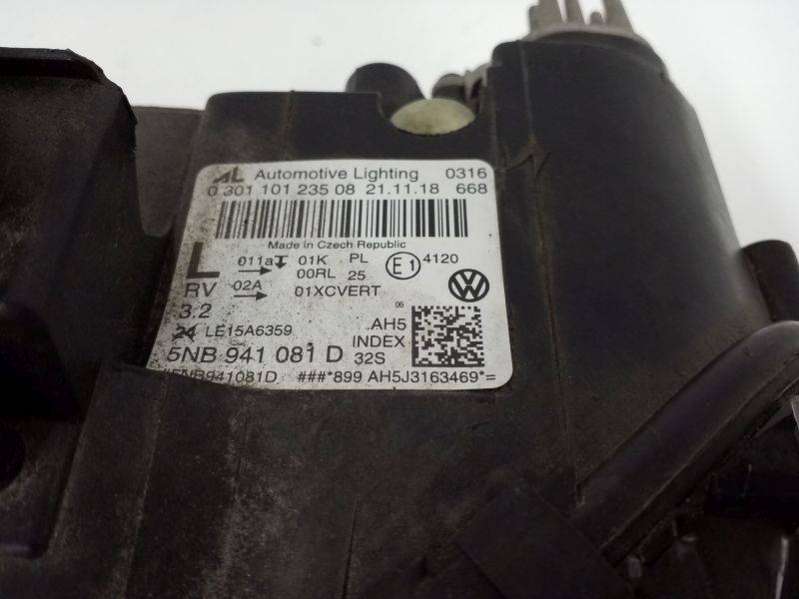 AL Automotive Lighting 0316
0 301 101 235 08 21.11.18 668
Made in Czech Republic
L 011a 01K PL E1 4120
00RL 25
RV 02A 01XCVERT
3.2 06
24 LE15A6359 AH5
INDEX
5NB 941 081 D 32S
5NB941081D ###*899 AH5J3163469*=